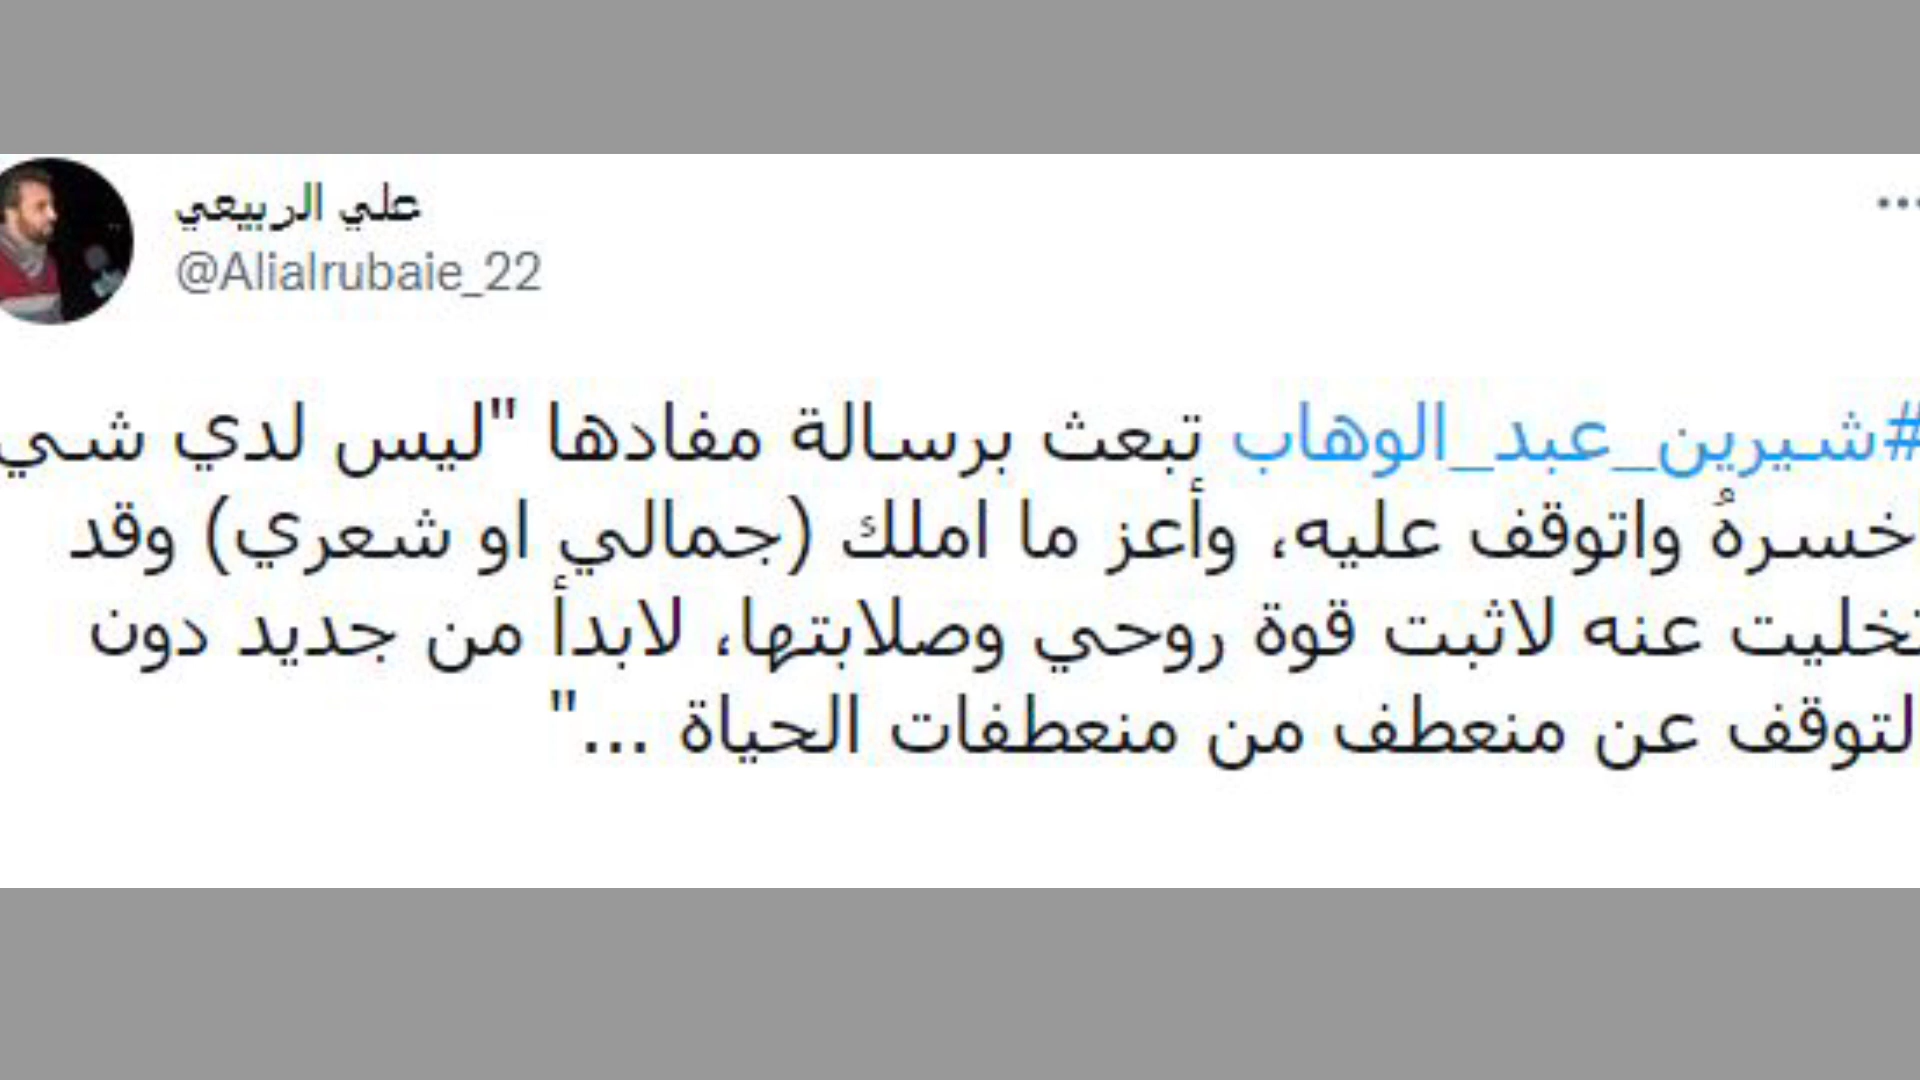 علي الربيعي
@Alialrubaie_22
#شيرين_عبد_الوهاب تبعث برسالة مفادها "ليس لدي شي
خسرهُ واتوقف عليه، وأعز ما املك (جمالي او شعري) وقد
تخليت عنه لاثبت قوة روحي وصلابتها، لابدأ من جديد دون
لتوقف عن منعطف من منعطفات الحياة ..."